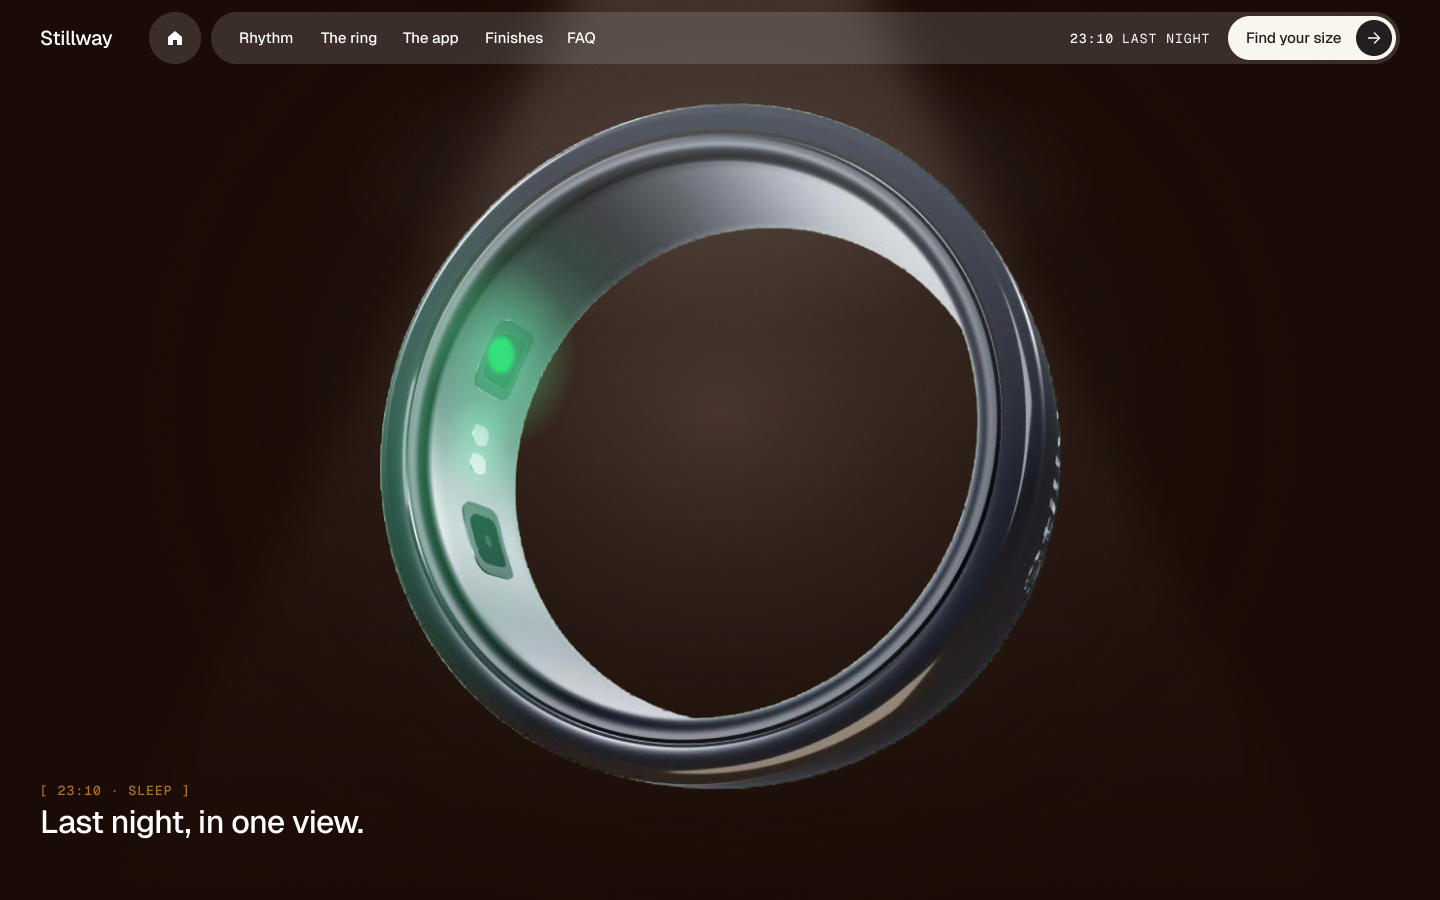 Stillway
Rhythm
The ring
The app
Finishes
FAQ
23:10 LAST NIGHT
Find your size
[ 23:10 · SLEEP ]
Last night, in one view.